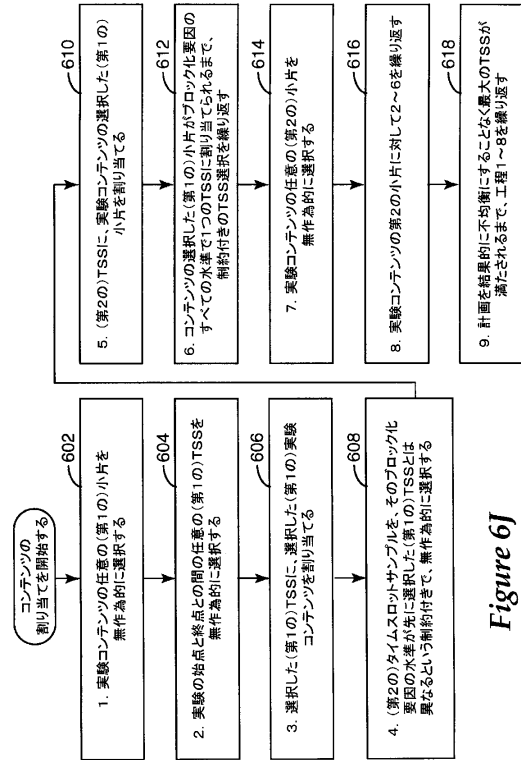 コンテンツの
割り当てを開始する
602
1. 実験コンテンツの任意の(第1の)小片を
無作為的に選択する
604
2. 実験の始点と終点との間の任意の(第1の)TSSを
無作為的に選択する
606
3. 選択した(第1の)TSSに、選択した(第1の)実験
コンテンツを割り当てる
608
4. (第2の)タイムスロットサンプルを、そのブロック化
要因の水準が先に選択した(第1の)TSSとは
異なるという制約付きで、無作為的に選択する
610
5. (第2の)TSSに、実験コンテンツの選択した(第1の)
小片を割り当てる
612
6. コンテンツの選択した(第1の)小片がブロック化要因の
すべての水準で1つのTSSに割り当てられるまで、
制約付きのTSS選択を繰り返す
614
7. 実験コンテンツの任意の(第2の)小片を
無作為的に選択する
616
8. 実験コンテンツの第2の小片に対して2~6を繰り返す
618
9. 計画を結果的に不均衡にすることなく最大のTSSが
満たされるまで、工程1~8を繰り返す
Figure 6J